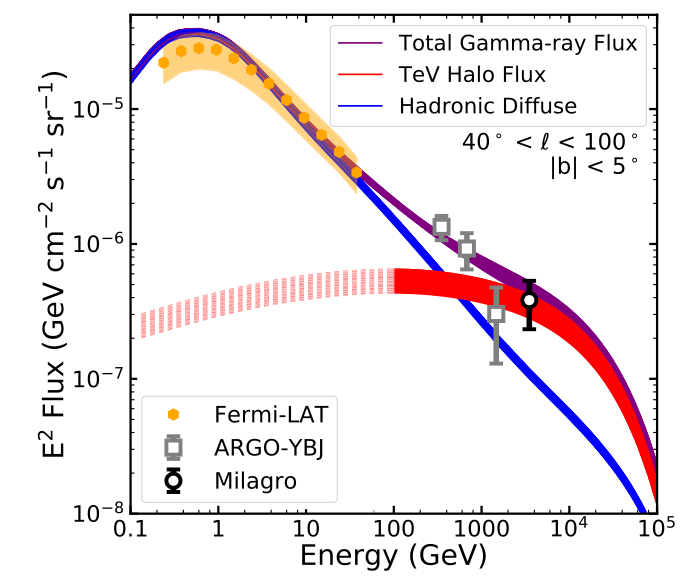 Total Gamma-ray Flux
TeV Halo Flux
Hadronic Diffuse
40° < ℓ < 100°
|b| < 5°
E² Flux (GeV cm⁻² s⁻¹ sr⁻¹)
10⁻⁵
10⁻⁶
10⁻⁷
10⁻⁸
Fermi-LAT
ARGO-YBJ
Milagro
0.1 1 10 100 1000 10⁴ 10⁵
Energy (GeV)